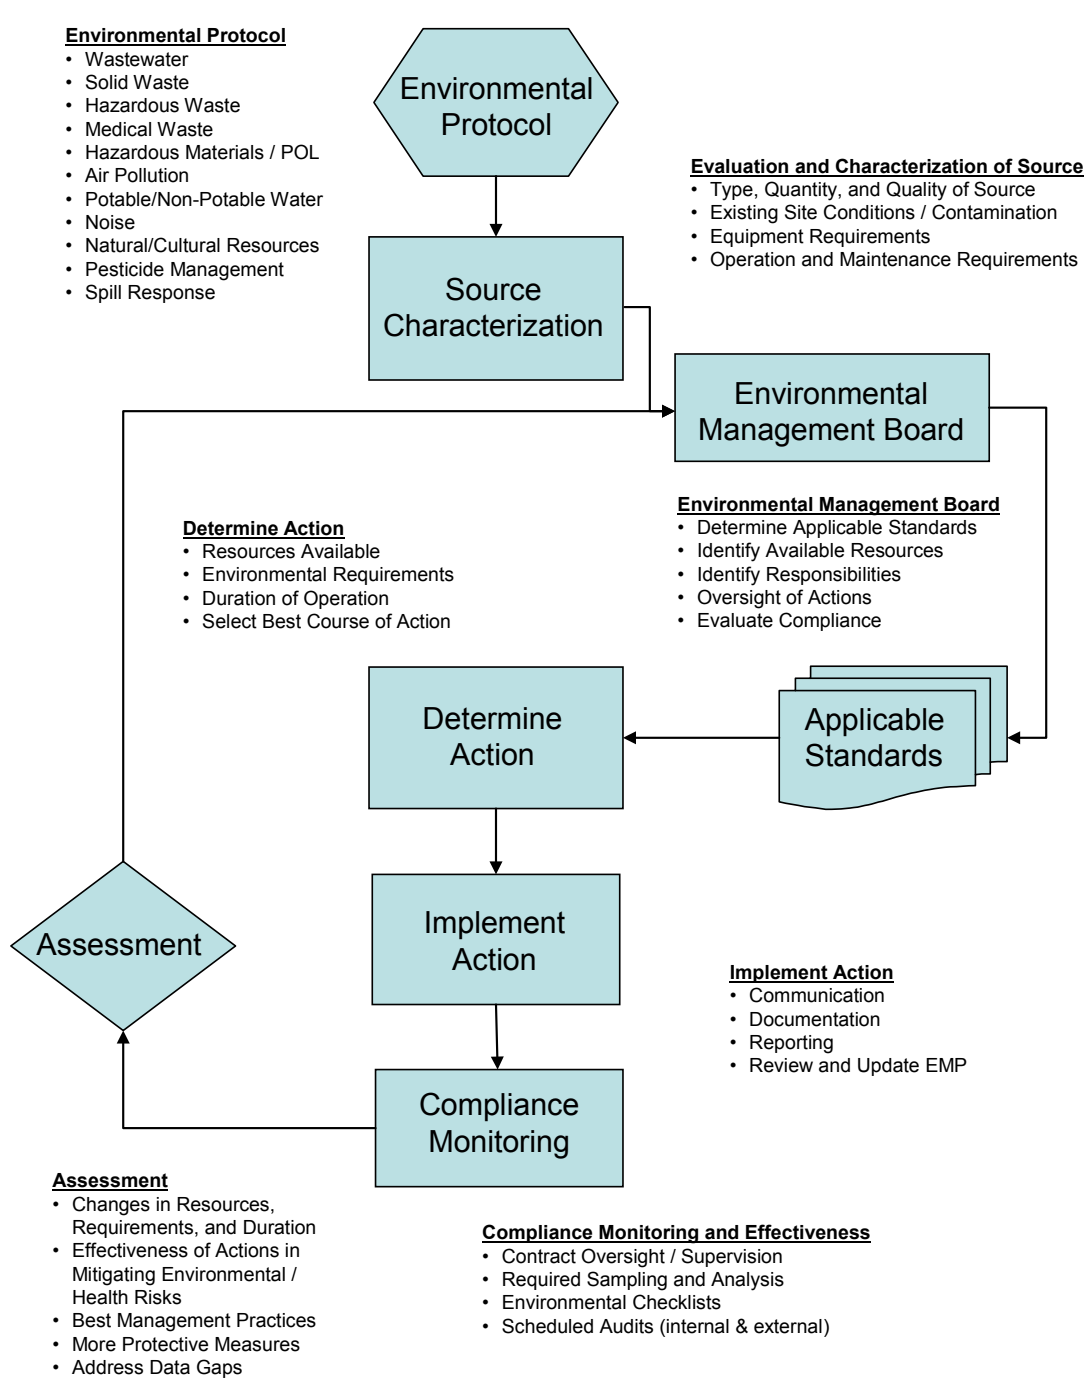 Environmental Protocol
• Wastewater
• Solid Waste
• Hazardous Waste
• Medical Waste
• Hazardous Materials / POL
• Air Pollution
• Potable/Non-Potable Water
• Noise
• Natural/Cultural Resources
• Pesticide Management
• Spill Response
Environmental
Protocol
Evaluation and Characterization of Source
• Type, Quantity, and Quality of Source
• Existing Site Conditions / Contamination
• Equipment Requirements
• Operation and Maintenance Requirements
Source
Characterization
Environmental
Management Board
Environmental Management Board
• Determine Applicable Standards
• Identify Available Resources
• Identify Responsibilities
• Oversight of Actions
• Evaluate Compliance
Determine Action
• Resources Available
• Environmental Requirements
• Duration of Operation
• Select Best Course of Action
Applicable
Standards
Determine
Action
Implement
Action
Assessment
Implement Action
• Communication
• Documentation
• Reporting
• Review and Update EMP
Compliance
Monitoring
Assessment
• Changes in Resources,
Requirements, and Duration
• Effectiveness of Actions in
Mitigating Environmental /
Health Risks
• Best Management Practices
• More Protective Measures
• Address Data Gaps
Compliance Monitoring and Effectiveness
• Contract Oversight / Supervision
• Required Sampling and Analysis
• Environmental Checklists
• Scheduled Audits (internal & external)